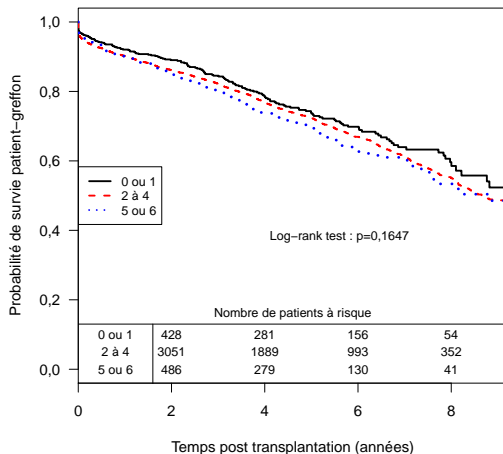 1,0
0,8
0,6
0,4
0,2
0,0
Probabilité de survie patient−greffon
0 ou 1
2 à 4
5 ou 6
Log−rank test : p=0,1647
Nombre de patients à risque
0 ou 1 428 281 156 54
2 à 4 3051 1889 993 352
5 ou 6 486 279 130 41
0 2 4 6 8
Temps post transplantation (années)